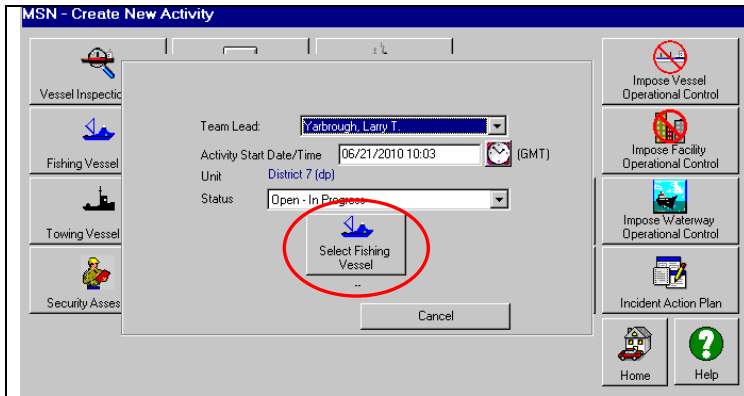 MSN - Create New Activity
Vessel Inspectic
Fishing Vessel
Towing Vessel
Security Asses
Team Lead: Yarbrough, Larry T.
Activity Start Date/Time 06/21/2010 10:03 (GMT)
Unit District 7 (dp)
Status Open - In Progress
Select Fishing
Vessel
--
Cancel
Impose Vessel
Operational Control
Impose Facility
Operational Control
Impose Waterway
Operational Control
Incident Action Plan
Home
Help